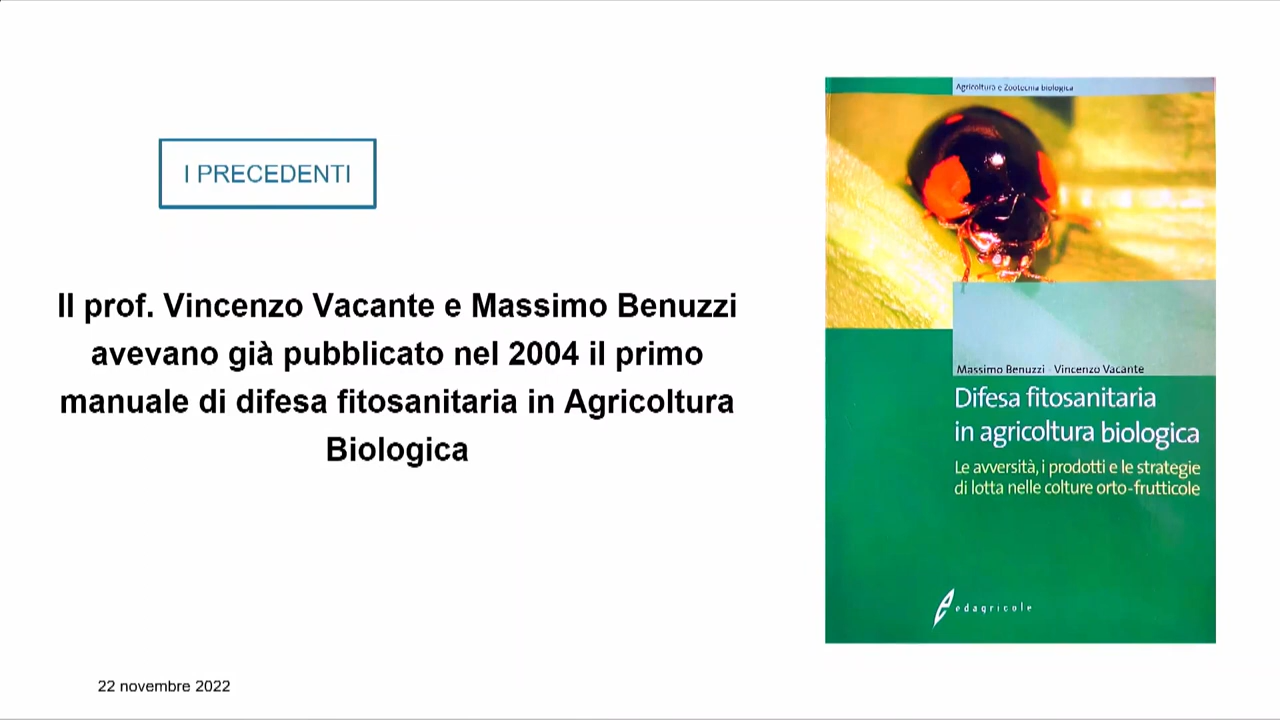 I PRECEDENTI
Il prof. Vincenzo Vacante e Massimo Benuzzi
avevano già pubblicato nel 2004 il primo
manuale di difesa fitosanitaria in Agricoltura
Biologica
22 novembre 2022
Agricoltura e Zootecnia biologica
Massimo Benuzzi - Vincenzo Vacante
Difesa fitosanitaria
in agricoltura biologica
Le avversità, i prodotti e le strategie
di lotta nelle colture orto-frutticole
edagricole